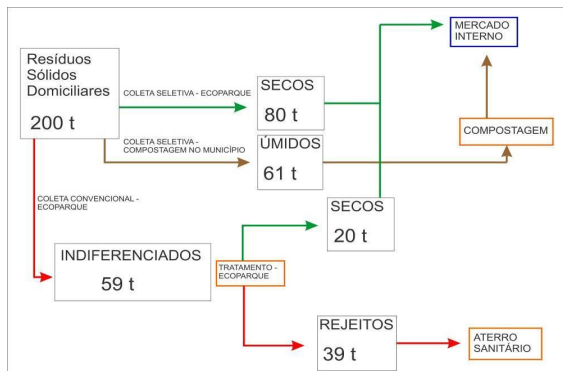 MERCADO
INTERNO
Resíduos
Sólidos
Domiciliares
200 t
COLETA SELETIVA - ECOPARQUE
SECOS
80 t
COLETA SELETIVA -
COMPOSTAGEM NO MUNICÍPIO
ÚMIDOS
61 t
COMPOSTAGEM
COLETA CONVENCIONAL -
ECOPARQUE
SECOS
20 t
INDIFERENCIADOS
59 t
TRATAMENTO -
ECOPARQUE
REJEITOS
39 t
ATERRO
SANITÁRIO